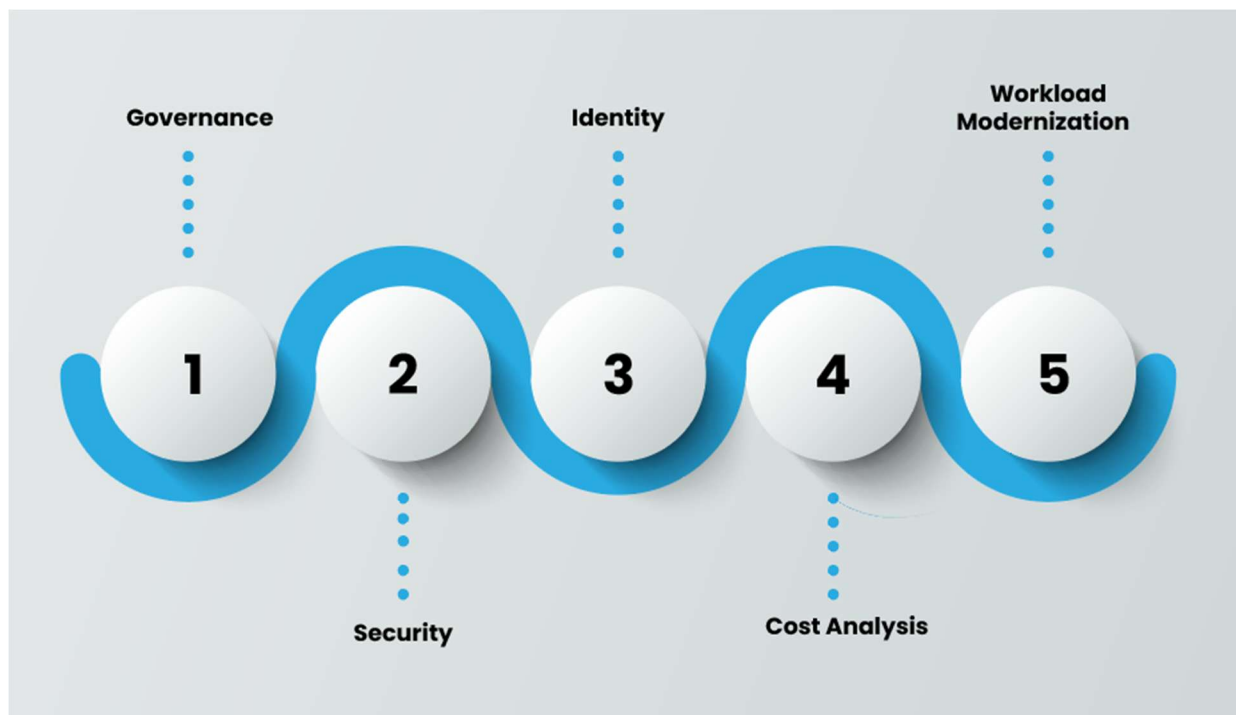 Governance
Identity
Workload
Modernization
1
2
3
4
5
Security
Cost Analysis